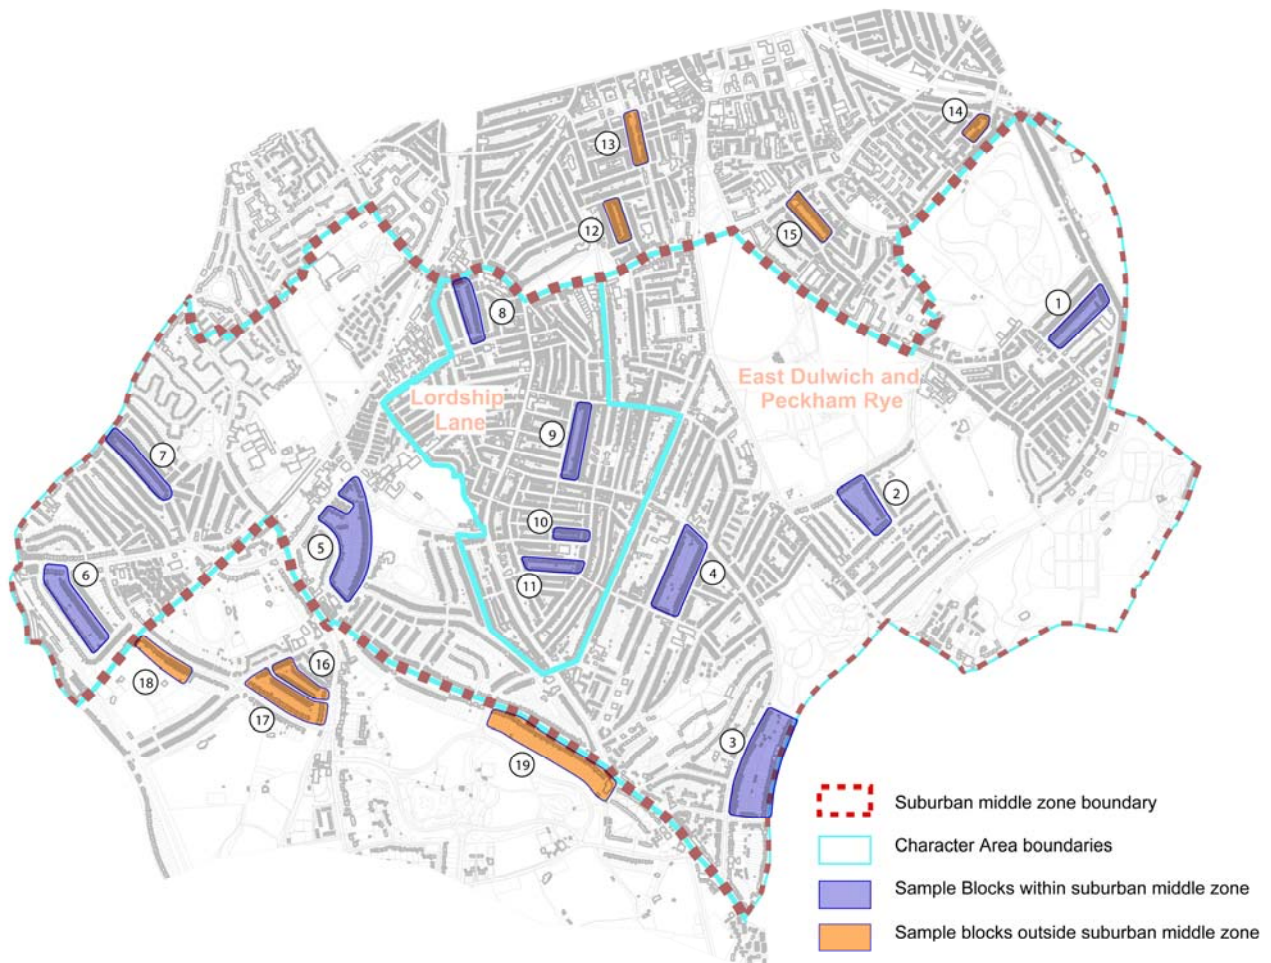 14
13
12
15
1
8
Lordship
Lane
East Dulwich and
Peckham Rye
9
7
2
10
5
11
4
6
16
18
17
3
19
Suburban middle zone boundary
Character Area boundaries
Sample Blocks within suburban middle zone
Sample blocks outside suburban middle zone